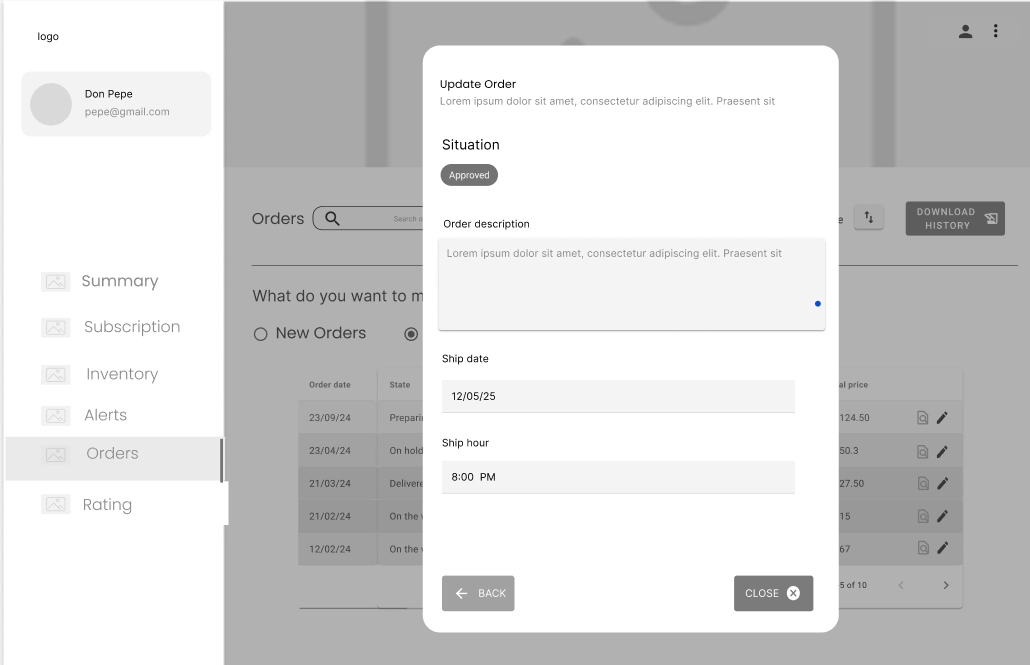 logo
Don Pepe
pepe@gmail.com
Summary
Subscription
Inventory
Alerts
Orders
Rating
Orders
Search
DOWNLOAD
HISTORY
What do you want to
New Orders
Order date State price
23/09/24 124.50
23/04/24 On hold 50.3
21/03/24 27.50
21/02/24 On the 15
12/02/24 On the 67
5 of 10
Update Order
Lorem ipsum dolor sit amet, consectetur adipiscing elit. Praesent sit
Situation
Approved
Order description
Lorem ipsum dolor sit amet, consectetur adipiscing elit. Praesent sit
Ship date
12/05/25
Ship hour
8:00 PM
BACK
CLOSE